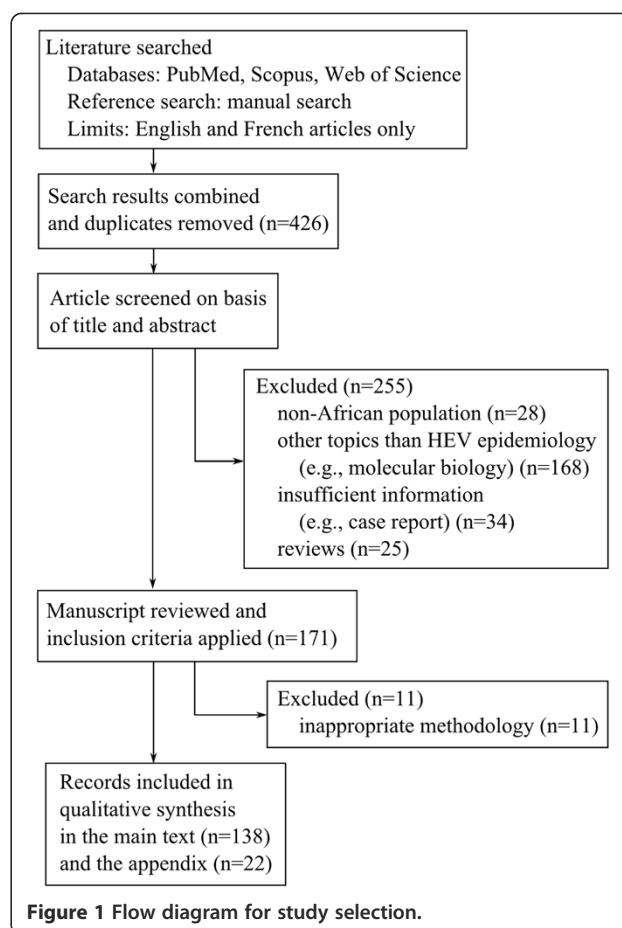 Literature searched
Databases: PubMed, Scopus, Web of Science
Reference search: manual search
Limits: English and French articles only
Search results combined
and duplicates removed (n=426)
Article screened on basis
of title and abstract
Excluded (n=255)
non-African population (n=28)
other topics than HEV epidemiology
(e.g., molecular biology) (n=168)
insufficient information
(e.g., case report) (n=34)
reviews (n=25)
Manuscript reviewed and
inclusion criteria applied (n=171)
Excluded (n=11)
inappropriate methodology (n=11)
Records included in
qualitative synthesis
in the main text (n=138)
and the appendix (n=22)
Figure 1 Flow diagram for study selection.